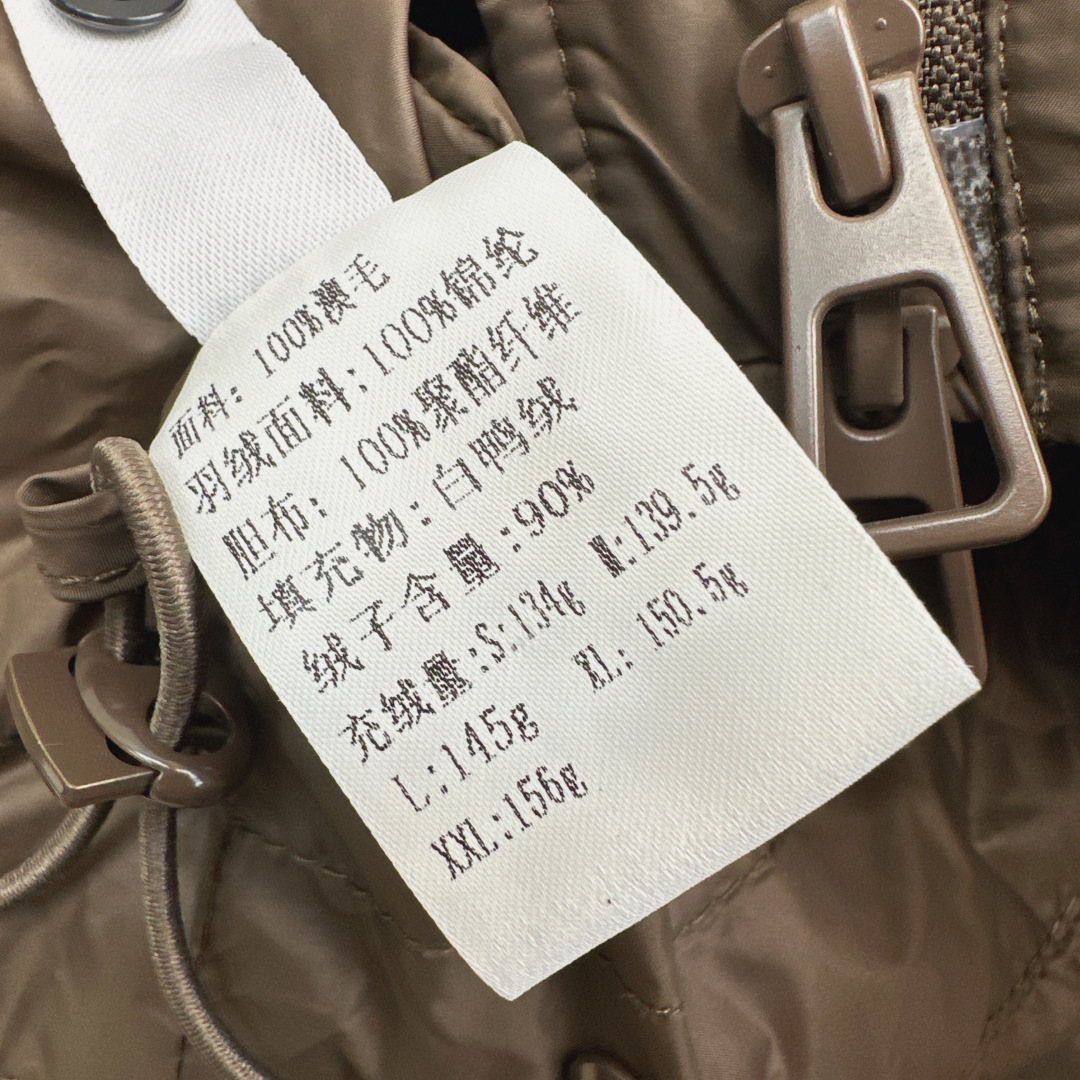 面料: 100%澳毛
羽绒面料:100%锦纶
胆布: 100%聚酯纤维
填充物:白鸭绒
绒子含量:90%
充绒量:S:134g M:139.5g
L:145g XL: 150.5g
XXL:156g